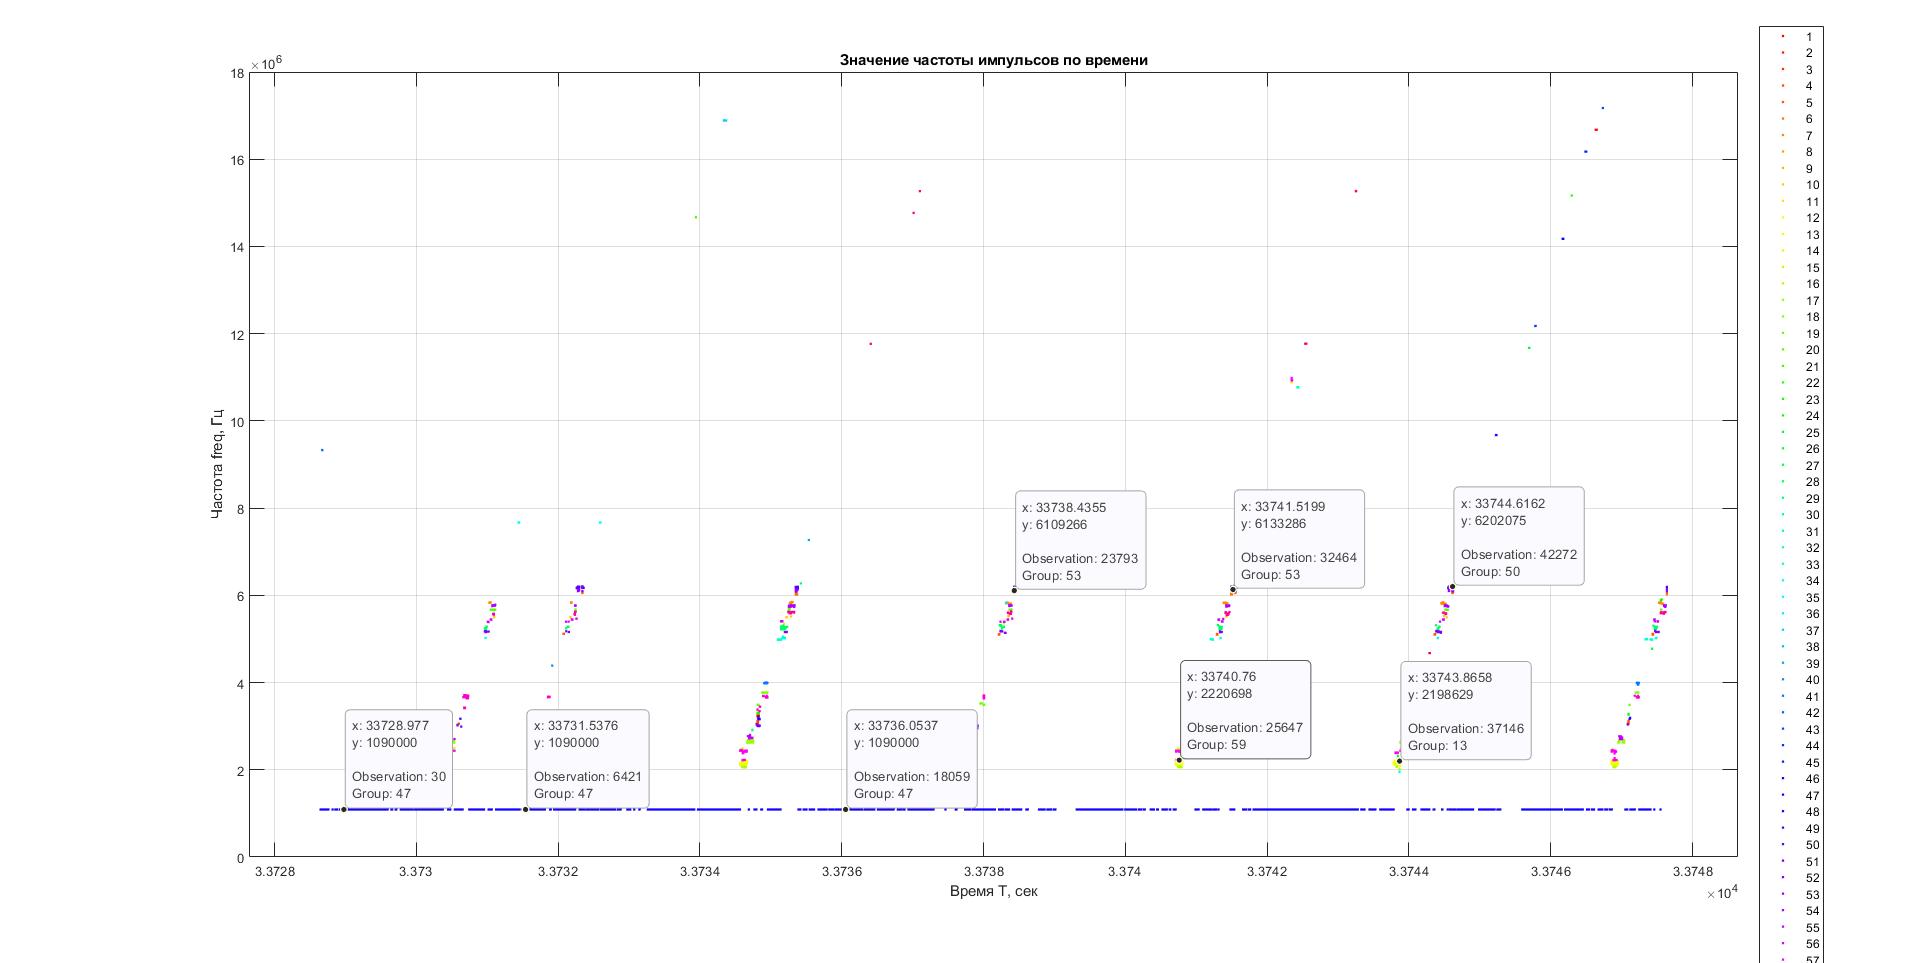 Значение частоты импульсов по времени
×10⁶
18
16
14
12
10
8
6
4
2
0
Частота freq, Гц
x: 33738.4355
y: 6109266
Observation: 23793
Group: 53
x: 33741.5199
y: 6133286
Observation: 32464
Group: 53
x: 33744.6162
y: 6202075
Observation: 42272
Group: 50
x: 33740.76
y: 2220698
Observation: 25647
Group: 59
x: 33743.8658
y: 2198629
Observation: 37146
Group: 13
x: 33728.977
y: 1090000
Observation: 30
Group: 47
x: 33731.5376
y: 1090000
Observation: 6421
Group: 47
x: 33736.0537
y: 1090000
Observation: 18059
Group: 47
3.3728 3.373 3.3732 3.3734 3.3736 3.3738 3.374 3.3742 3.3744 3.3746 3.3748
Время T, сек
×10⁴
1
2
3
4
5
6
7
8
9
10
11
12
13
14
15
16
17
18
19
20
21
22
23
24
25
26
27
28
29
30
31
32
33
34
35
36
37
38
39
40
41
42
43
44
45
46
47
48
49
50
51
52
53
54
55
56
57